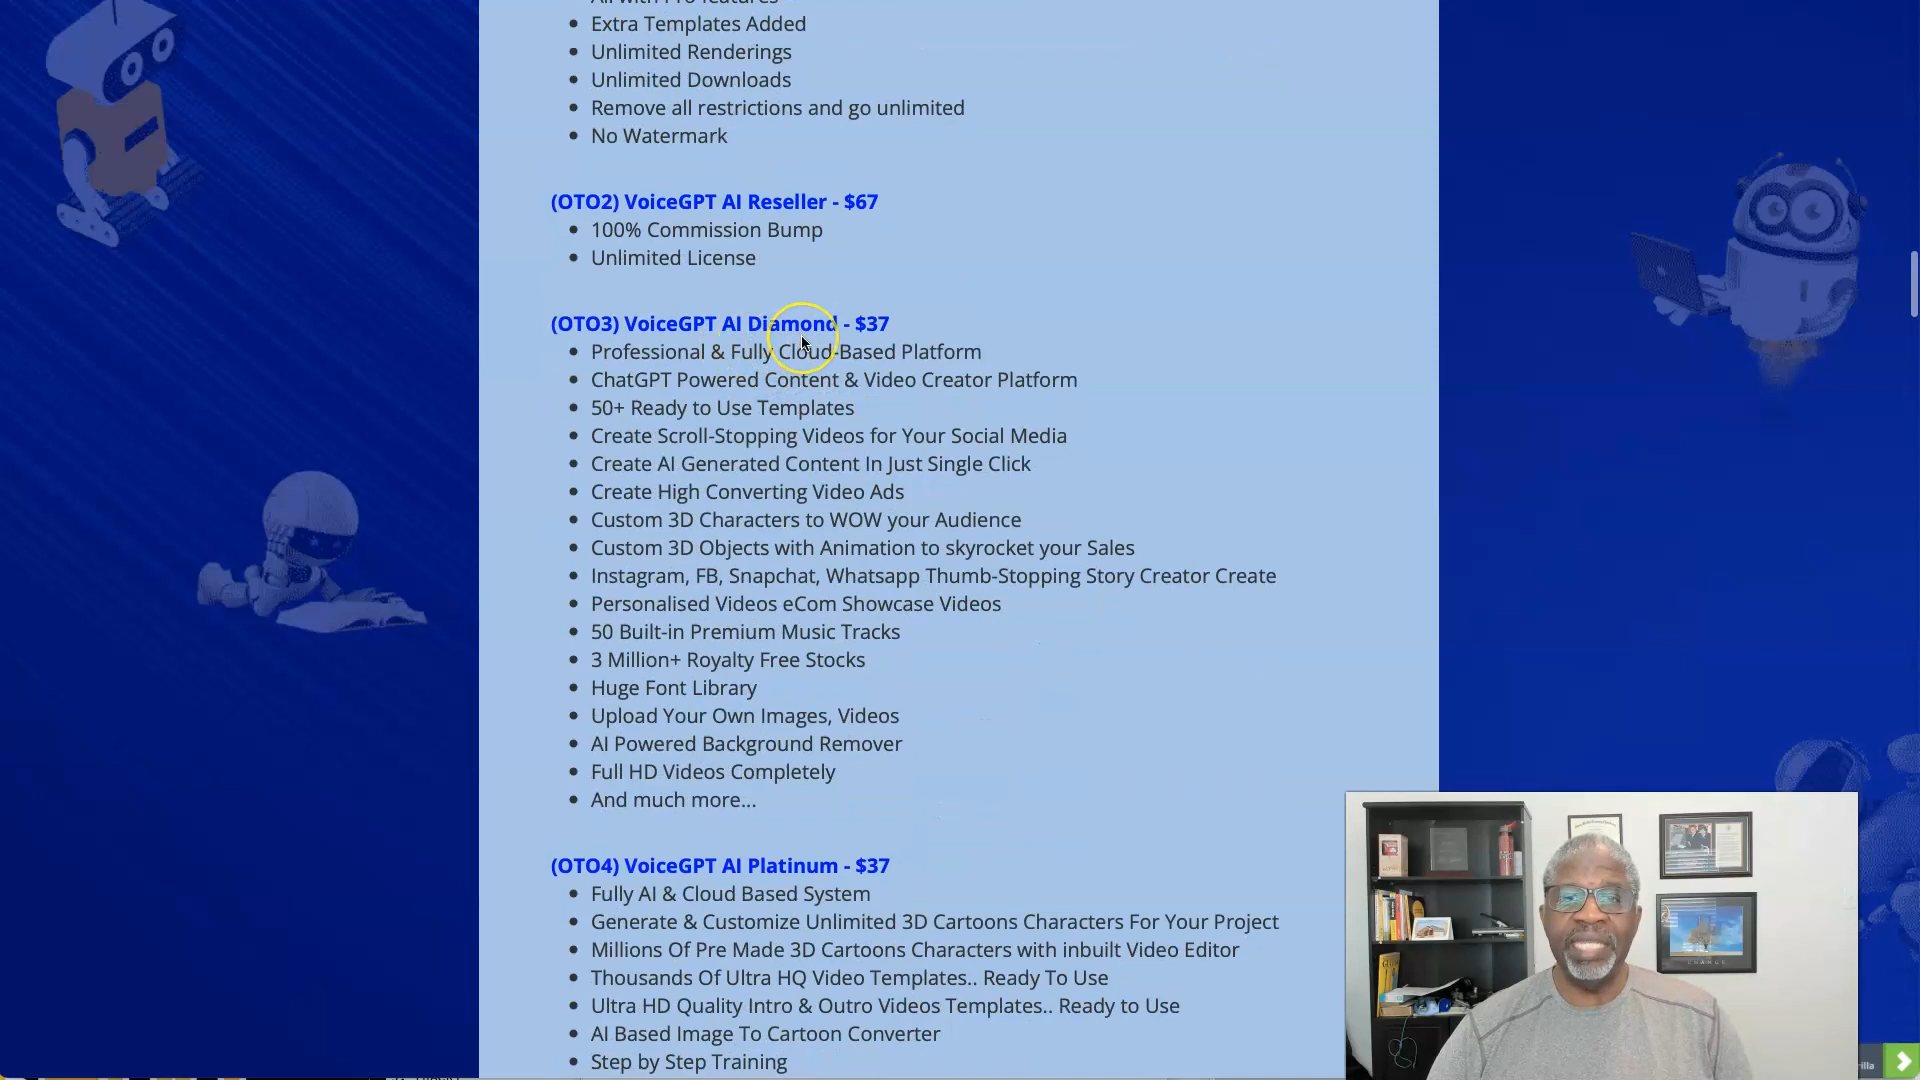 Extra Templates Added
Unlimited Renderings
Unlimited Downloads
Remove all restrictions and go unlimited
No Watermark
(OTO2) VoiceGPT AI Reseller - $67
100% Commission Bump
Unlimited License
(OTO3) VoiceGPT AI Diamond - $37
Professional & Fully Cloud-Based Platform
ChatGPT Powered Content & Video Creator Platform
50+ Ready to Use Templates
Create Scroll-Stopping Videos for Your Social Media
Create AI Generated Content In Just Single Click
Create High Converting Video Ads
Custom 3D Characters to WOW your Audience
Custom 3D Objects with Animation to skyrocket your Sales
Instagram, FB, Snapchat, Whatsapp Thumb-Stopping Story Creator Create
Personalised Videos eCom Showcase Videos
50 Built-in Premium Music Tracks
3 Million+ Royalty Free Stocks
Huge Font Library
Upload Your Own Images, Videos
AI Powered Background Remover
Full HD Videos Completely
And much more...
(OTO4) VoiceGPT AI Platinum - $37
Fully AI & Cloud Based System
Generate & Customize Unlimited 3D Cartoons Characters For Your Project
Millions Of Pre Made 3D Cartoons Characters with inbuilt Video Editor
Thousands Of Ultra HQ Video Templates.. Ready To Use
Ultra HD Quality Intro & Outro Videos Templates.. Ready to Use
AI Based Image To Cartoon Converter
Step by Step Training